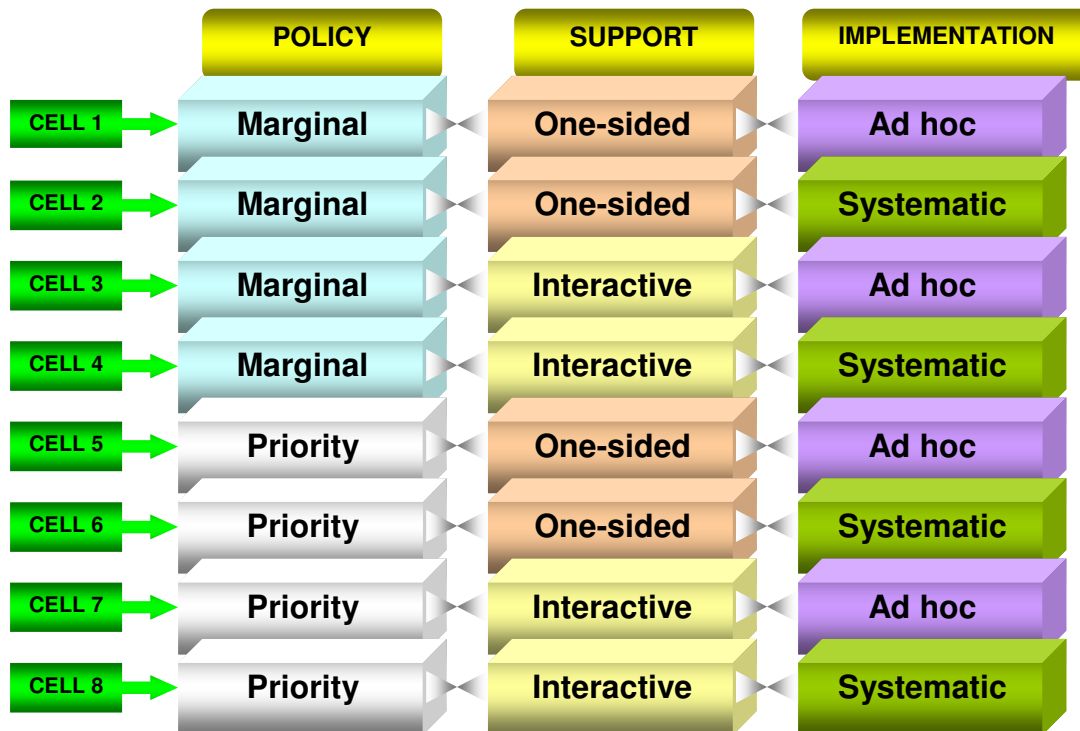 POLICY SUPPORT IMPLEMENTATION
CELL 1 Marginal One-sided Ad hoc
CELL 2 Marginal One-sided Systematic
CELL 3 Marginal Interactive Ad hoc
CELL 4 Marginal Interactive Systematic
CELL 5 Priority One-sided Ad hoc
CELL 6 Priority One-sided Systematic
CELL 7 Priority Interactive Ad hoc
CELL 8 Priority Interactive Systematic